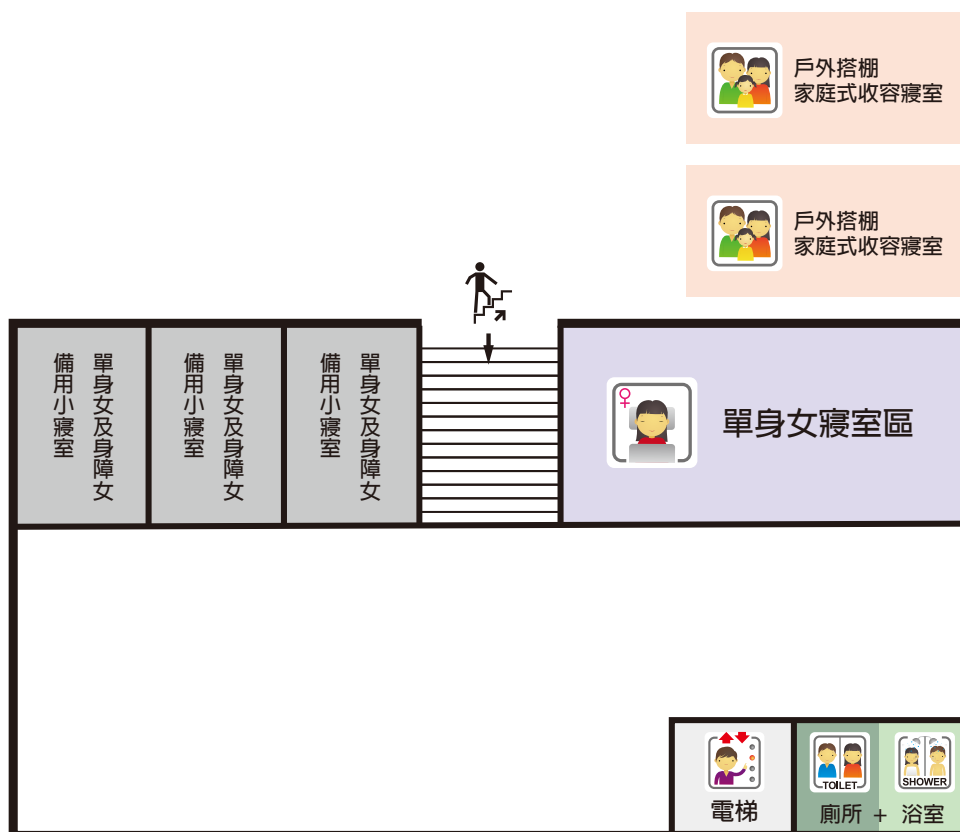 戶外搭棚
家庭式收容寢室
戶外搭棚
家庭式收容寢室
單身女及身障女
備用小寢室
單身女及身障女
備用小寢室
單身女及身障女
備用小寢室
單身女寢室區
電梯
TOILET
SHOWER
廁所 + 浴室